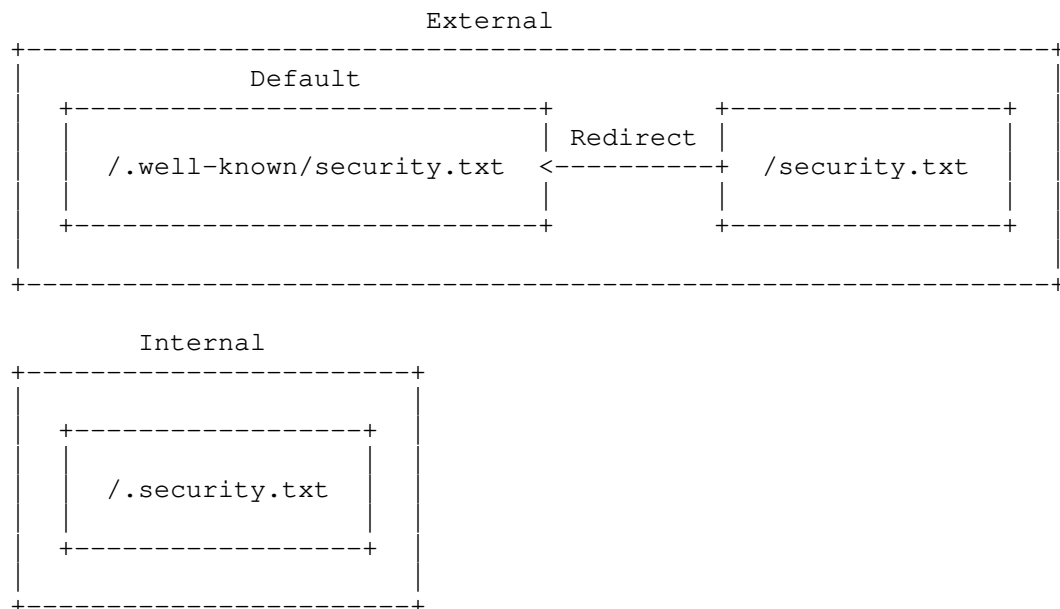 External
Default
Redirect
/.well-known/security.txt /security.txt
Internal
/.security.txt